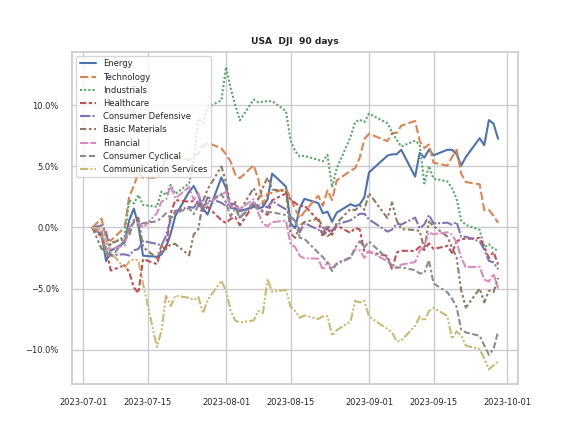 USA DJI 90 days
Energy
Technology
Industrials
Healthcare
Consumer Defensive
Basic Materials
Financial
Consumer Cyclical
Communication Services
10.0%
5.0%
0.0%
−5.0%
−10.0%
2023-07-01
2023-07-15
2023-08-01
2023-08-15
2023-09-01
2023-09-15
2023-10-01